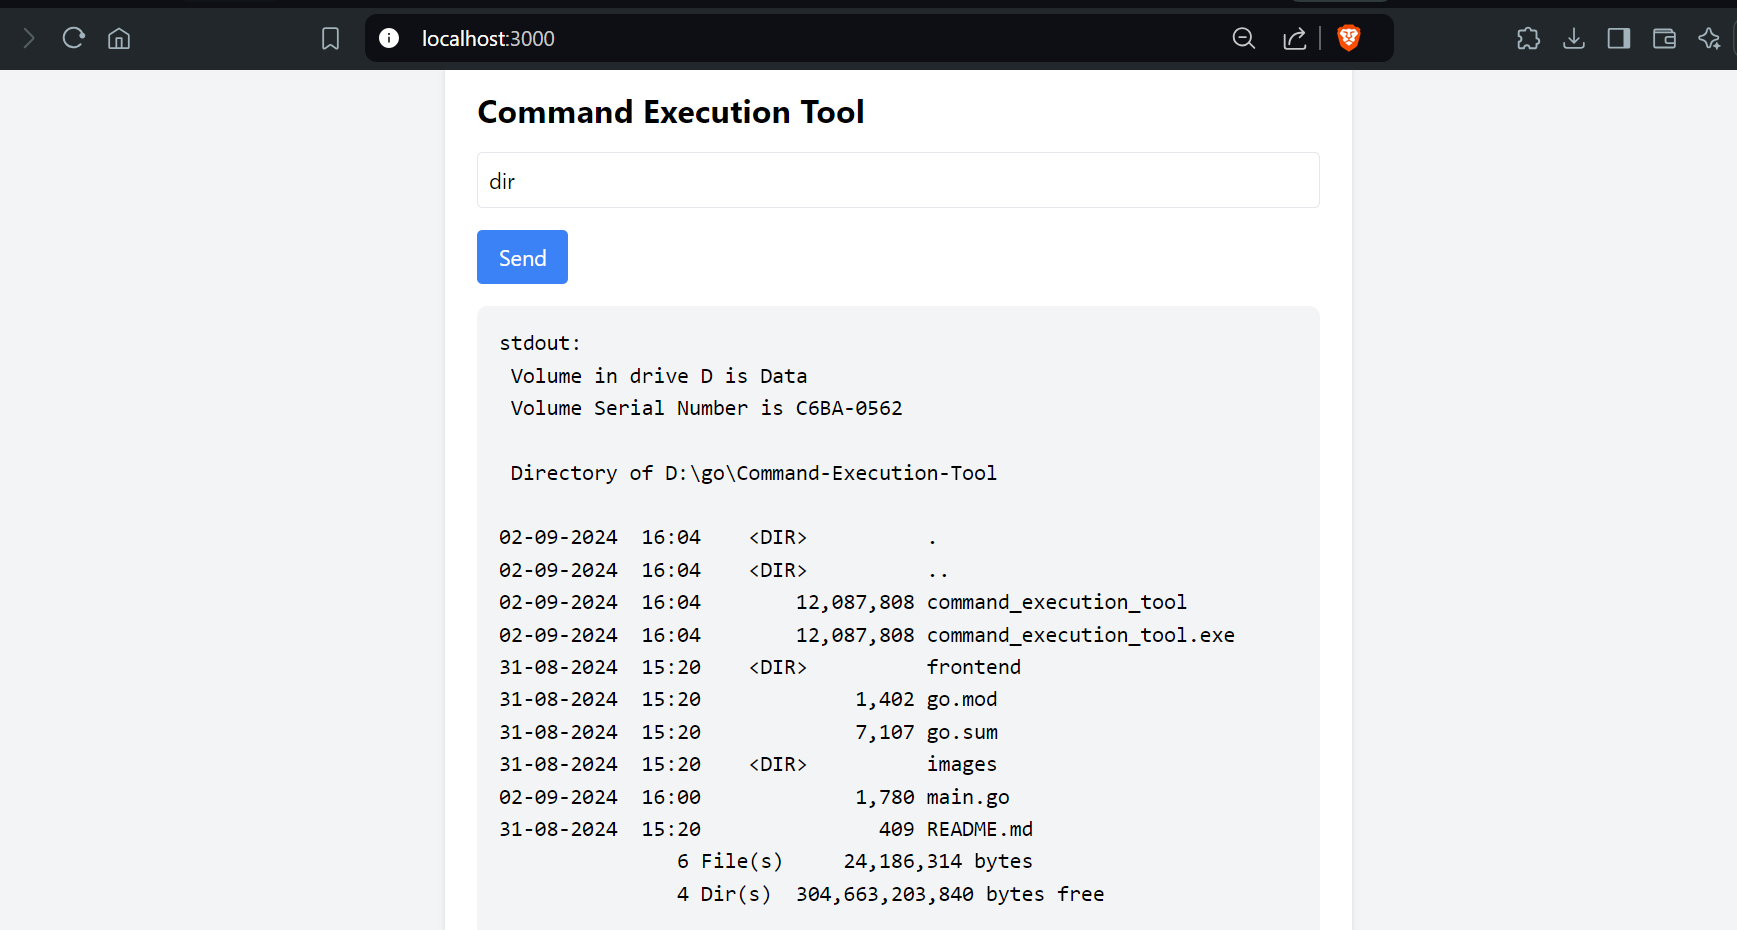 localhost:3000
Command Execution Tool
dir
Send
stdout:
 Volume in drive D is Data
 Volume Serial Number is C6BA-0562

 Directory of D:\go\Command-Execution-Tool

02-09-2024  16:04    <DIR>          .
02-09-2024  16:04    <DIR>          ..
02-09-2024  16:04        12,087,808 command_execution_tool
02-09-2024  16:04        12,087,808 command_execution_tool.exe
31-08-2024  15:20    <DIR>          frontend
31-08-2024  15:20             1,402 go.mod
31-08-2024  15:20             7,107 go.sum
31-08-2024  15:20    <DIR>          images
02-09-2024  16:00             1,780 main.go
31-08-2024  15:20               409 README.md
               6 File(s)     24,186,314 bytes
               4 Dir(s)  304,663,203,840 bytes free